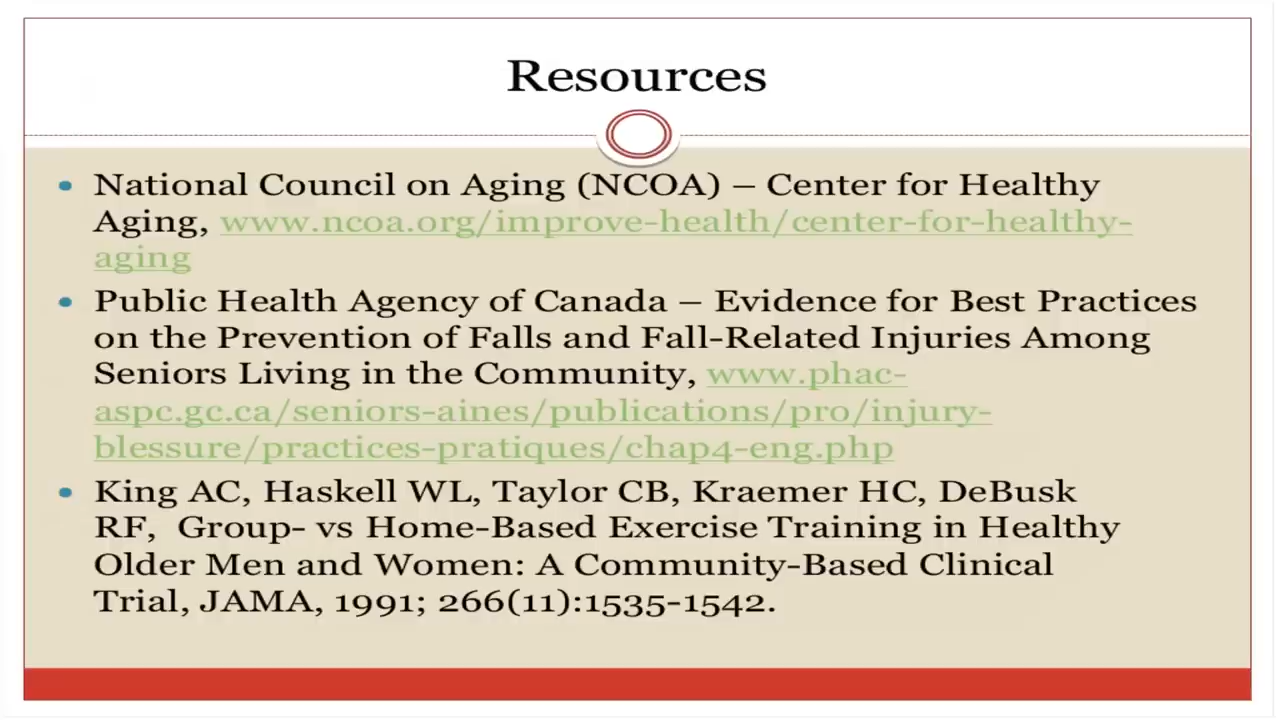 Resources
• National Council on Aging (NCOA) – Center for Healthy
Aging, www.ncoa.org/improve-health/center-for-healthy-
aging
• Public Health Agency of Canada – Evidence for Best Practices
on the Prevention of Falls and Fall-Related Injuries Among
Seniors Living in the Community, www.phac-
aspc.gc.ca/seniors-aines/publications/pro/injury-
blessure/practices-pratiques/chap4-eng.php
• King AC, Haskell WL, Taylor CB, Kraemer HC, DeBusk
RF,  Group- vs Home-Based Exercise Training in Healthy
Older Men and Women: A Community-Based Clinical
Trial, JAMA, 1991; 266(11):1535-1542.